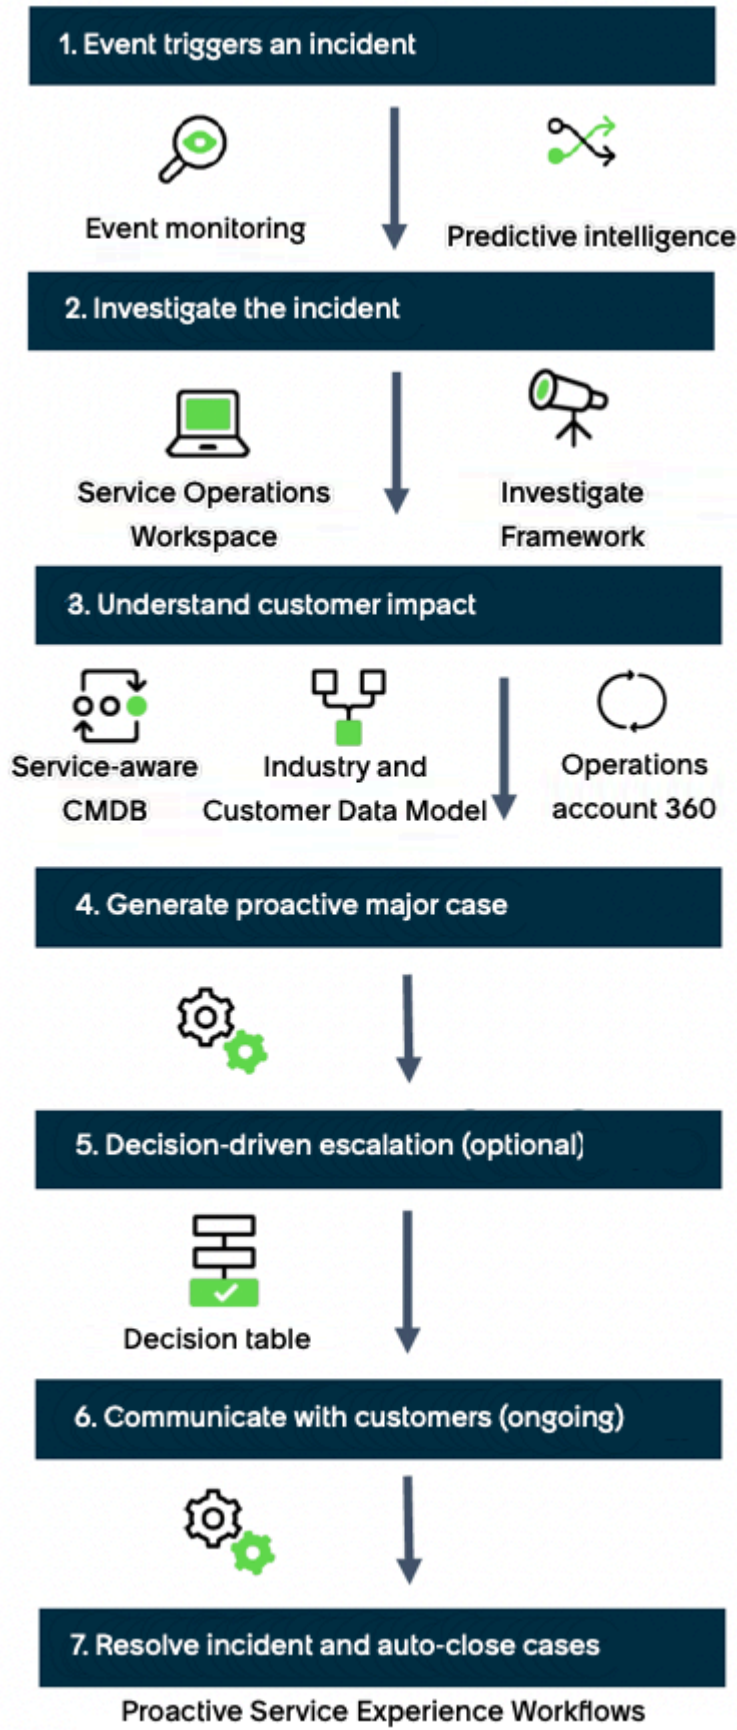 1. Event triggers an incident
Event monitoring
Predictive intelligence
2. Investigate the incident
Service Operations
Workspace
Investigate
Framework
3. Understand customer impact
Service-aware
CMDB
Industry and
Customer Data Model
Operations
account 360
4. Generate proactive major case
5. Decision-driven escalation (optional)
Decision table
6. Communicate with customers (ongoing)
7. Resolve incident and auto-close cases
Proactive Service Experience Workflows